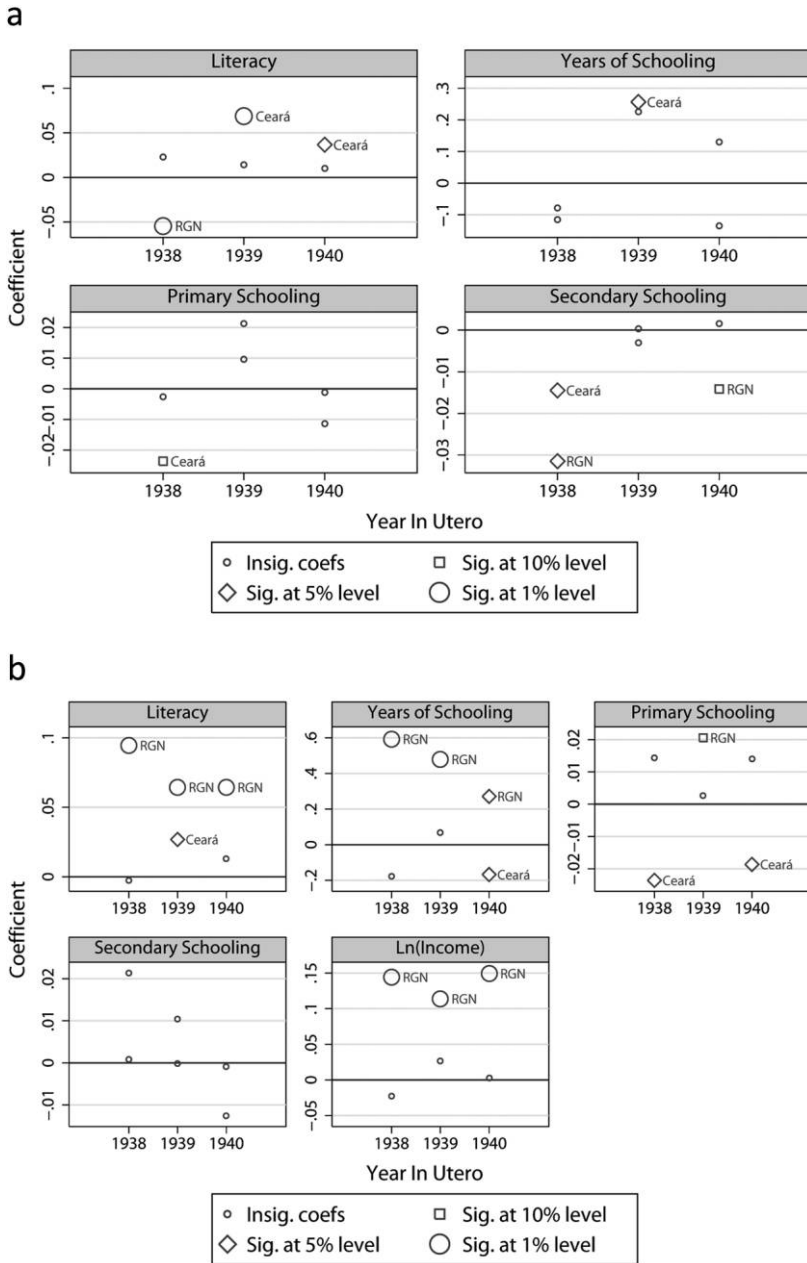 a
Literacy
Years of Schooling
.1
.05
0
-.05
Ceará
Ceará
RGN
1938 1939 1940
.3
.2
.1
0
-.1
Ceará
1938 1939 1940
Coefficient
Primary Schooling
Secondary Schooling
.02
.01
0
-.01
-.02
Ceará
1938 1939 1940
0
-.01
-.02
-.03
Ceará
RGN
RGN
1938 1939 1940
Year In Utero
Insig. coefs
Sig. at 10% level
Sig. at 5% level
Sig. at 1% level
b
Literacy
Years of Schooling
Primary Schooling
.1
.05
0
RGN
RGN
RGN
Ceará
1938 1939 1940
.6
.4
.2
0
-.2
RGN
RGN
RGN
Ceará
1938 1939 1940
.02
.01
0
-.01
-.02
RGN
Ceará
Ceará
1938 1939 1940
Coefficient
Secondary Schooling
Ln(Income)
.02
.01
0
-.01
1938 1939 1940
.15
.1
.05
0
-.05
RGN
RGN
RGN
1938 1939 1940
Year In Utero
Insig. coefs
Sig. at 10% level
Sig. at 5% level
Sig. at 1% level